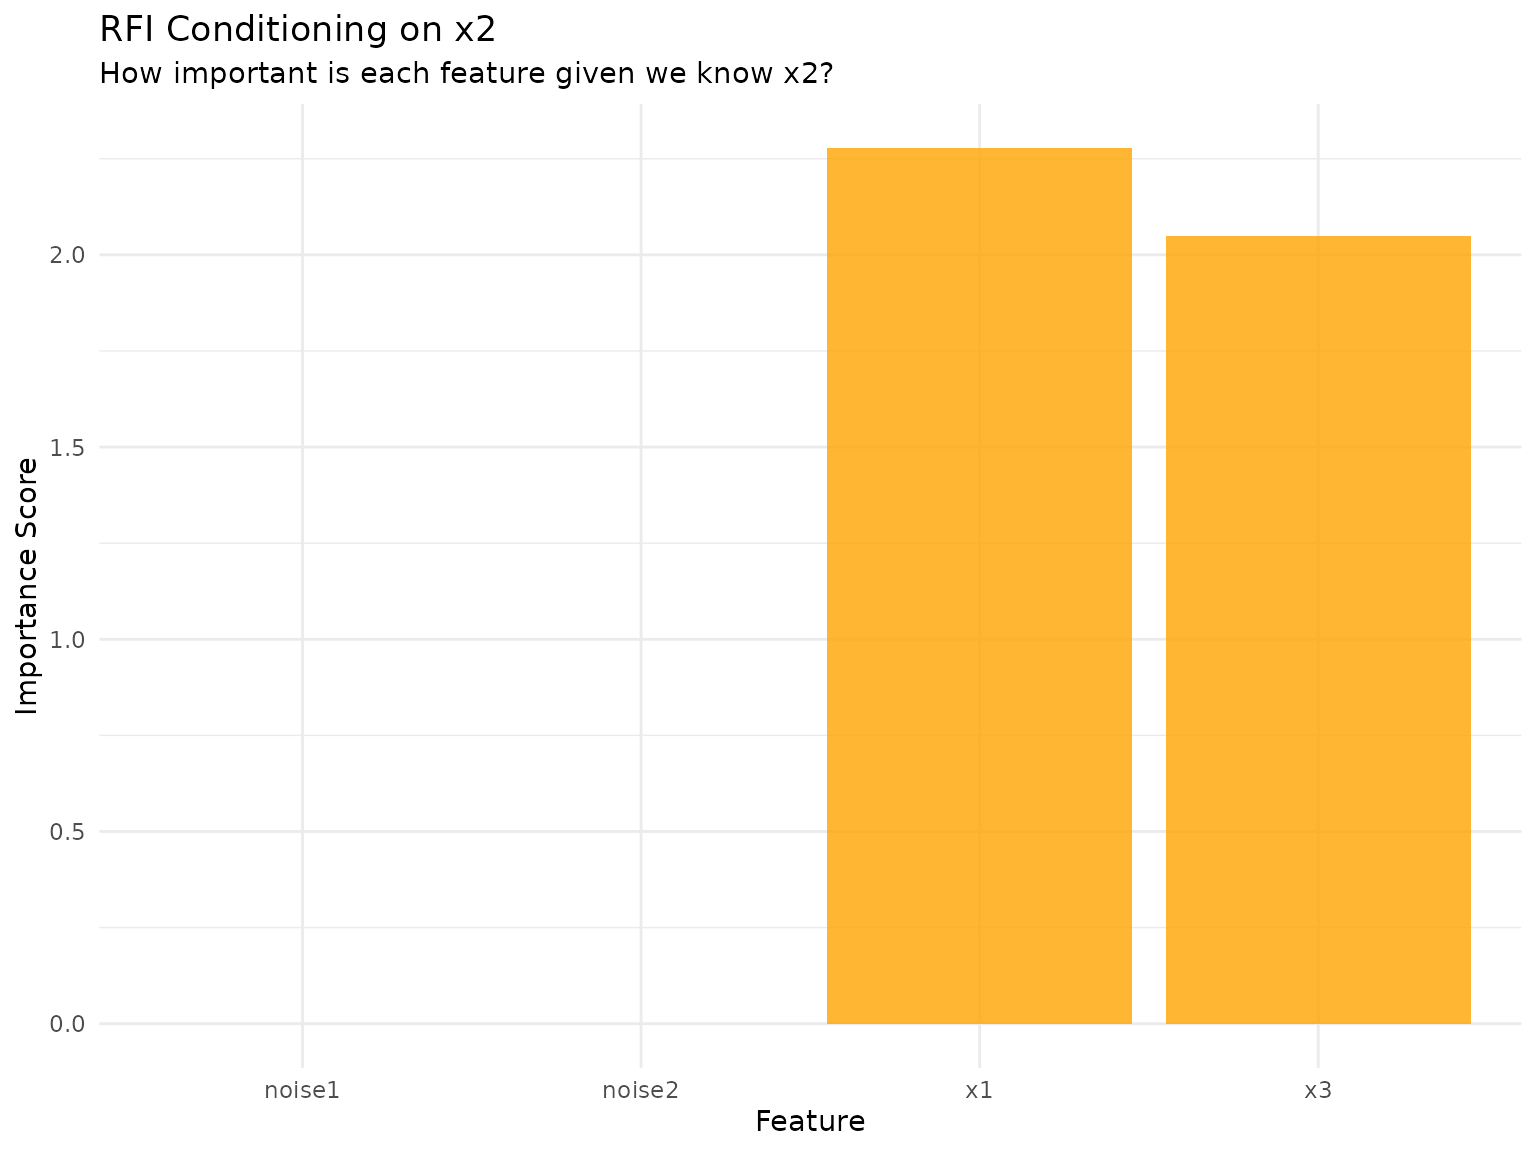 RFI Conditioning on x2
How important is each feature given we know x2?
Importance Score
2.0
1.5
1.0
0.5
0.0
noise1 noise2 x1 x3
Feature